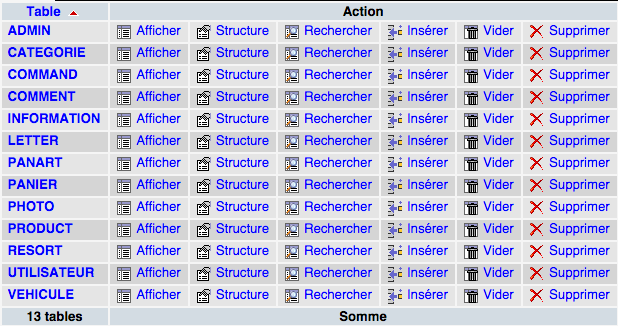 Table Action
ADMIN Afficher Structure Rechercher Insérer Vider Supprimer
CATEGORIE Afficher Structure Rechercher Insérer Vider Supprimer
COMMAND Afficher Structure Rechercher Insérer Vider Supprimer
COMMENT Afficher Structure Rechercher Insérer Vider Supprimer
INFORMATION Afficher Structure Rechercher Insérer Vider Supprimer
LETTER Afficher Structure Rechercher Insérer Vider Supprimer
PANART Afficher Structure Rechercher Insérer Vider Supprimer
PANIER Afficher Structure Rechercher Insérer Vider Supprimer
PHOTO Afficher Structure Rechercher Insérer Vider Supprimer
PRODUCT Afficher Structure Rechercher Insérer Vider Supprimer
RESORT Afficher Structure Rechercher Insérer Vider Supprimer
UTILISATEUR Afficher Structure Rechercher Insérer Vider Supprimer
VEHICULE Afficher Structure Rechercher Insérer Vider Supprimer
13 tables Somme